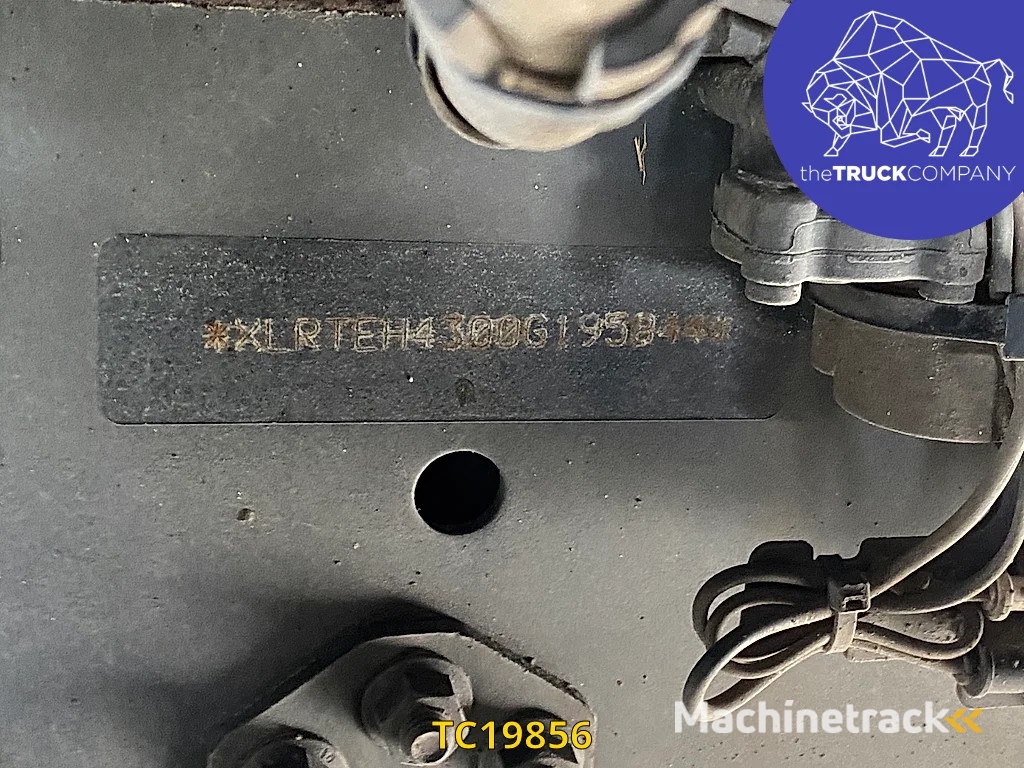 theTRUCKCOMPANY
*XLRTEH4300G195844*
TC19856
Machinetrack